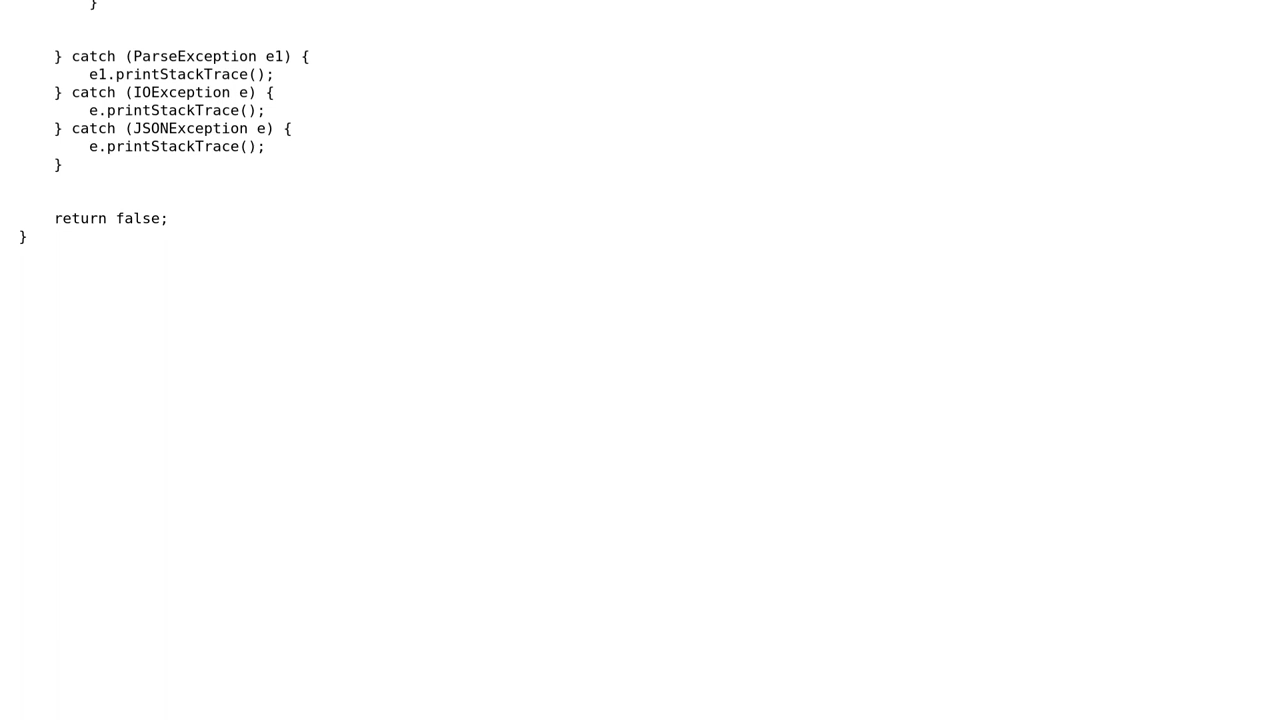 }
    } catch (ParseException e1) {
        e1.printStackTrace();
    } catch (IOException e) {
        e.printStackTrace();
    } catch (JSONException e) {
        e.printStackTrace();
    }
    return false;
}